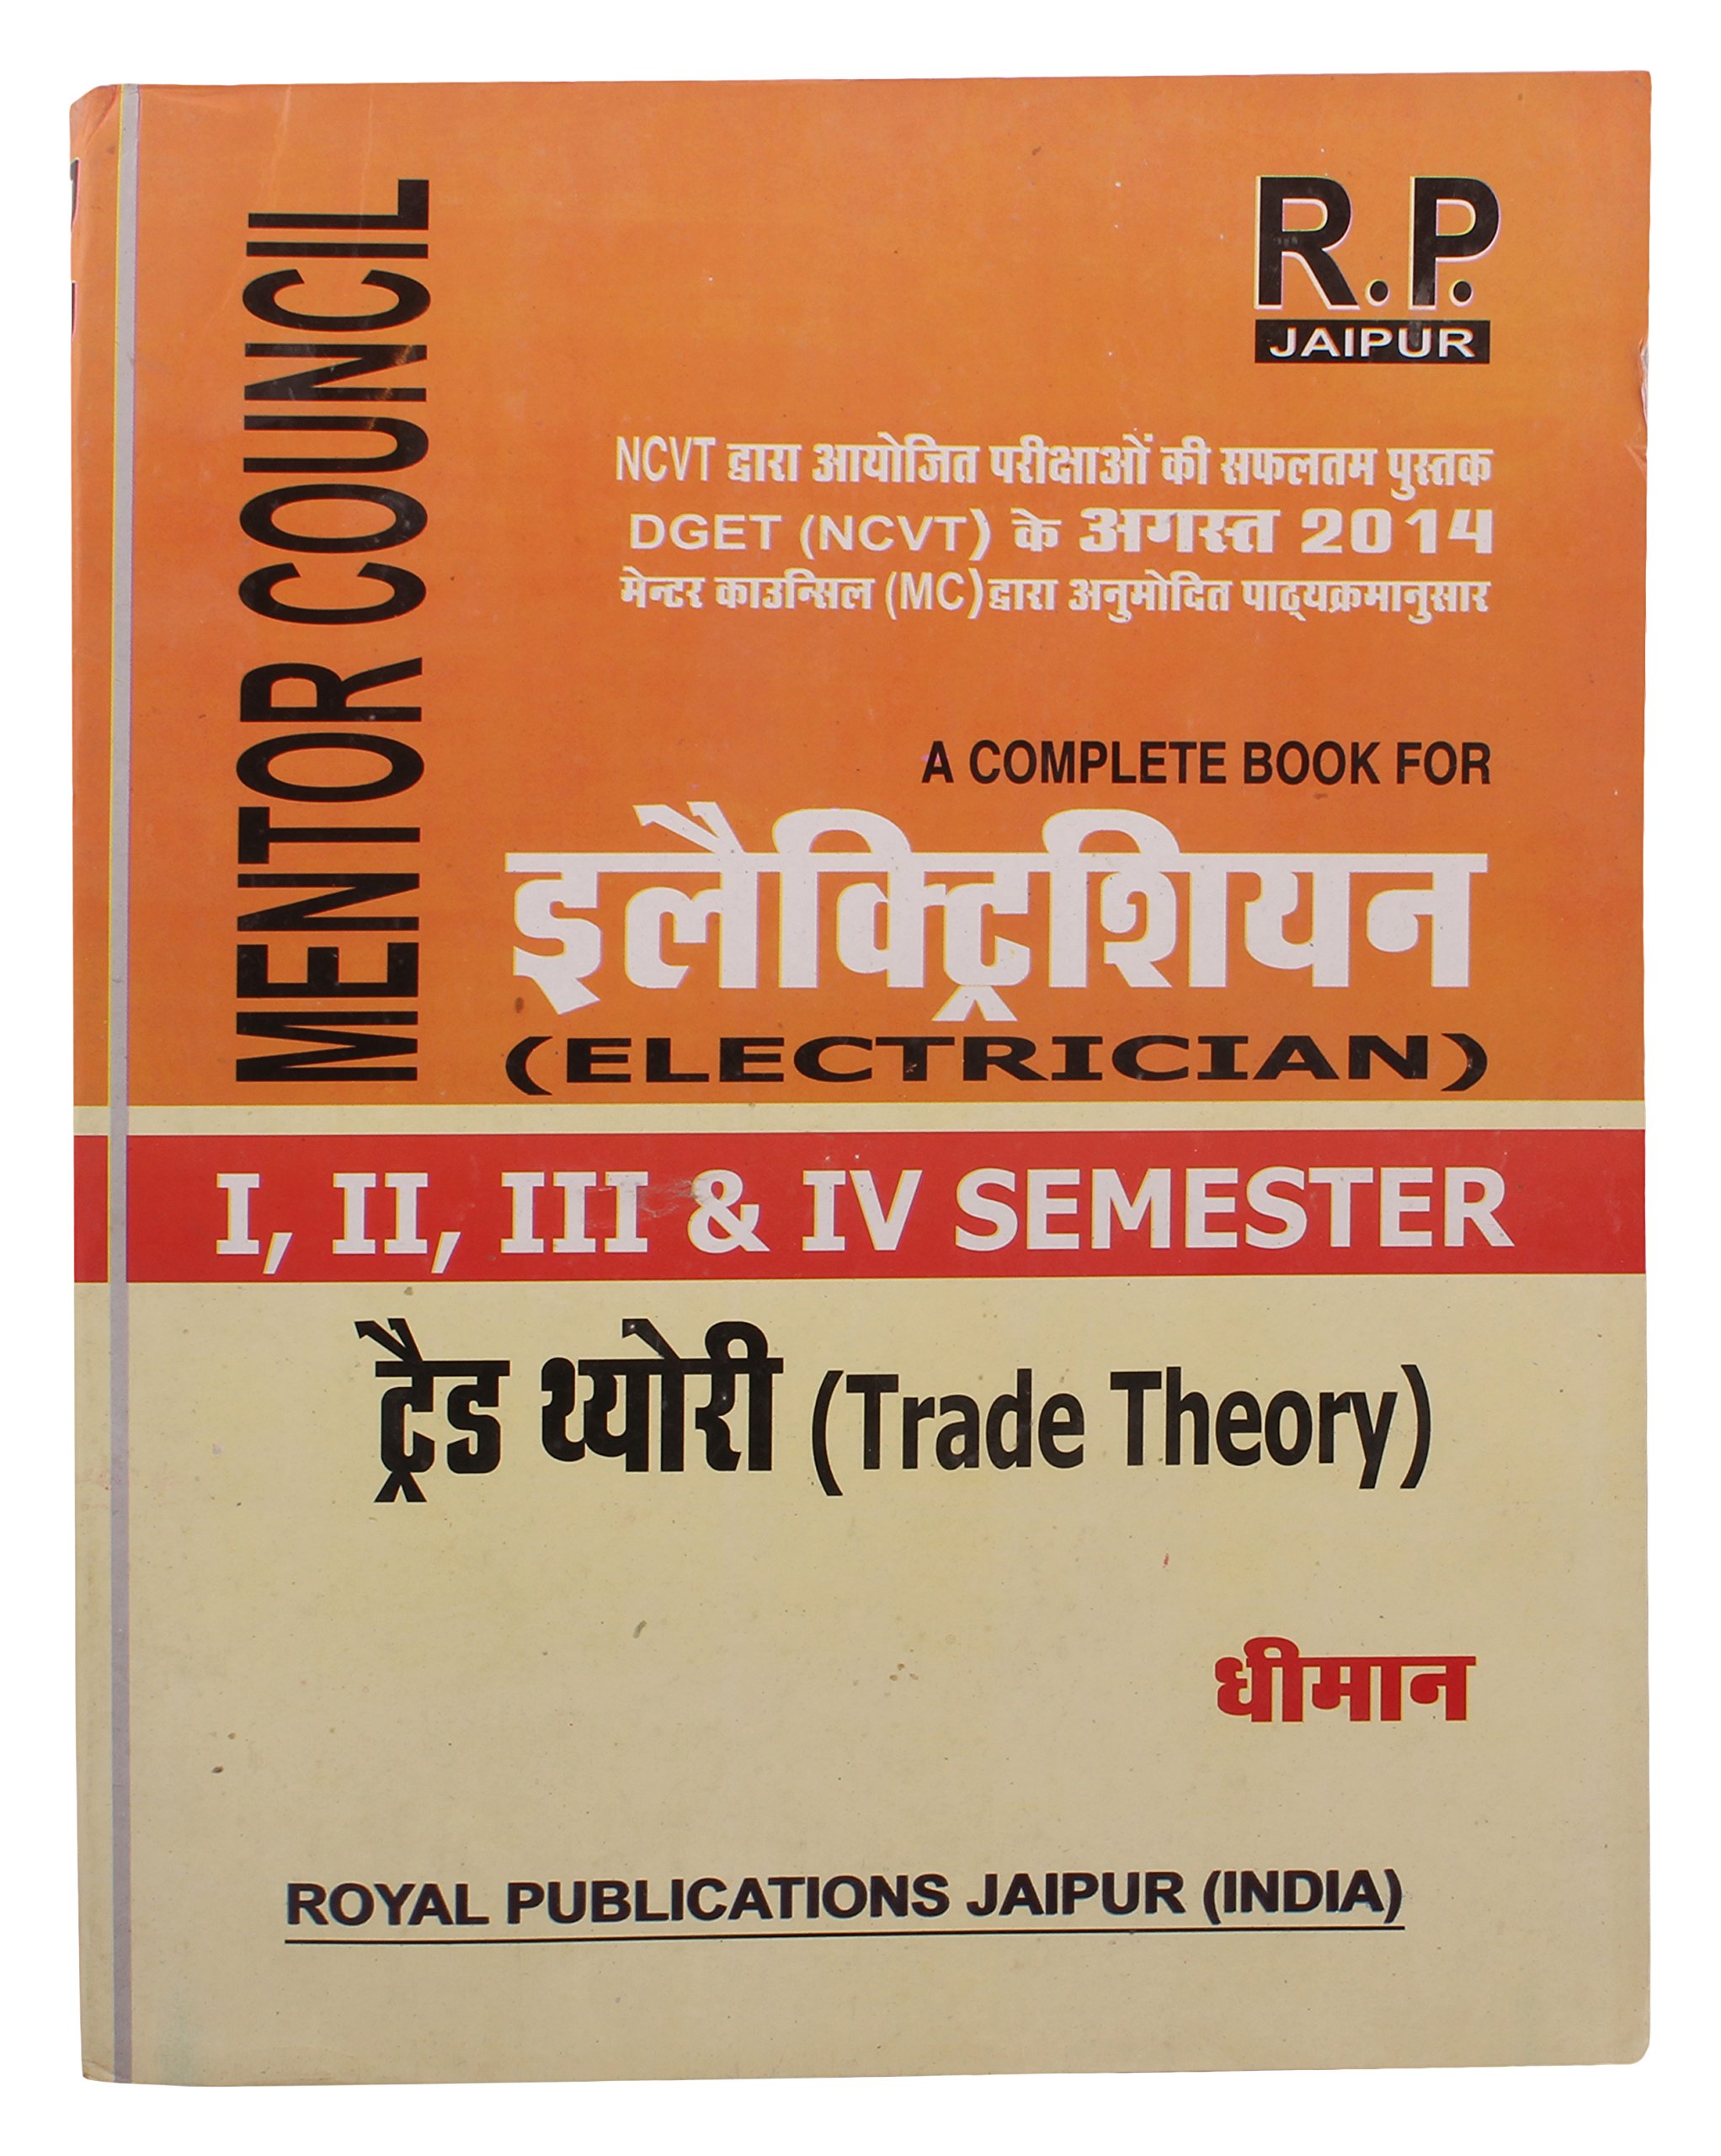 MENTOR COUNCIL
R.P.
JAIPUR
NCVT द्वारा आयोजित परीक्षाओं की सफलतम पुस्तक
DGET (NCVT) के अगस्त 2014
मेन्टर काउन्सिल (MC) द्वारा अनुमोदित पाठ्यक्रमानुसार
A COMPLETE BOOK FOR
इलैक्ट्रिशियन
(ELECTRICIAN)
I, II, III & IV SEMESTER
ट्रैड थ्योरी (Trade Theory)
धीमान
ROYAL PUBLICATIONS JAIPUR (INDIA)